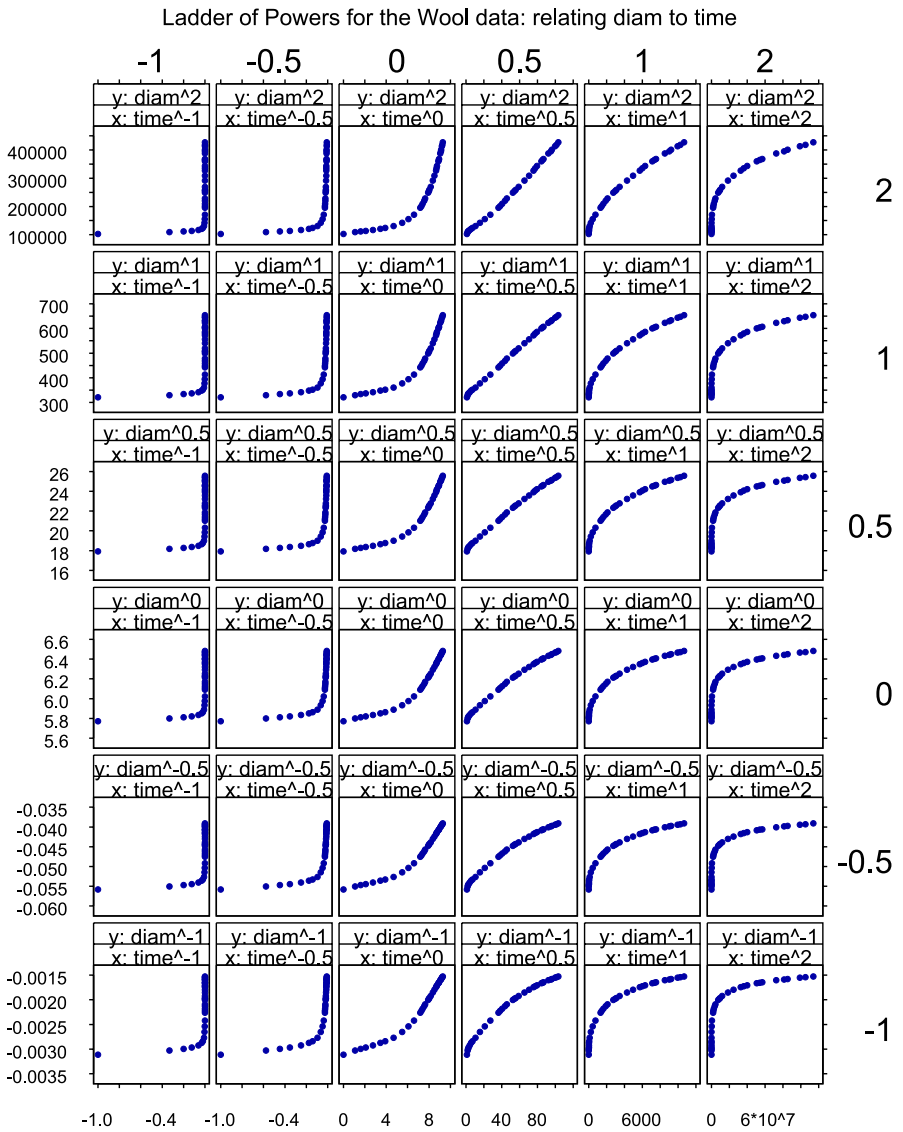 Ladder of Powers for the Wool data: relating diam to time
-1 -0.5 0 0.5 1 2
y: diam^2 y: diam^2 y: diam^2 y: diam^2 y: diam^2 y: diam^2
x: time^-1 x: time^-0.5 x: time^0 x: time^0.5 x: time^1 x: time^2
400000
300000
200000
100000
2
y: diam^1 y: diam^1 y: diam^1 y: diam^1 y: diam^1 y: diam^1
x: time^-1 x: time^-0.5 x: time^0 x: time^0.5 x: time^1 x: time^2
700
600
500
400
300
1
y: diam^0.5 y: diam^0.5 y: diam^0.5 y: diam^0.5 y: diam^0.5 y: diam^0.5
x: time^-1 x: time^-0.5 x: time^0 x: time^0.5 x: time^1 x: time^2
26
24
22
20
18
16
0.5
y: diam^0 y: diam^0 y: diam^0 y: diam^0 y: diam^0 y: diam^0
x: time^-1 x: time^-0.5 x: time^0 x: time^0.5 x: time^1 x: time^2
6.6
6.4
6.2
6.0
5.8
5.6
0
y: diam^-0.5 y: diam^-0.5 y: diam^-0.5 y: diam^-0.5 y: diam^-0.5 y: diam^-0.5
x: time^-1 x: time^-0.5 x: time^0 x: time^0.5 x: time^1 x: time^2
-0.035
-0.040
-0.045
-0.050
-0.055
-0.060
-0.5
y: diam^-1 y: diam^-1 y: diam^-1 y: diam^-1 y: diam^-1 y: diam^-1
x: time^-1 x: time^-0.5 x: time^0 x: time^0.5 x: time^1 x: time^2
-0.0015
-0.0020
-0.0025
-0.0030
-0.0035
-1
-1.0 -0.4 -1.0 -0.4 0 4 8 0 40 80 0 6000 0 6*10^7